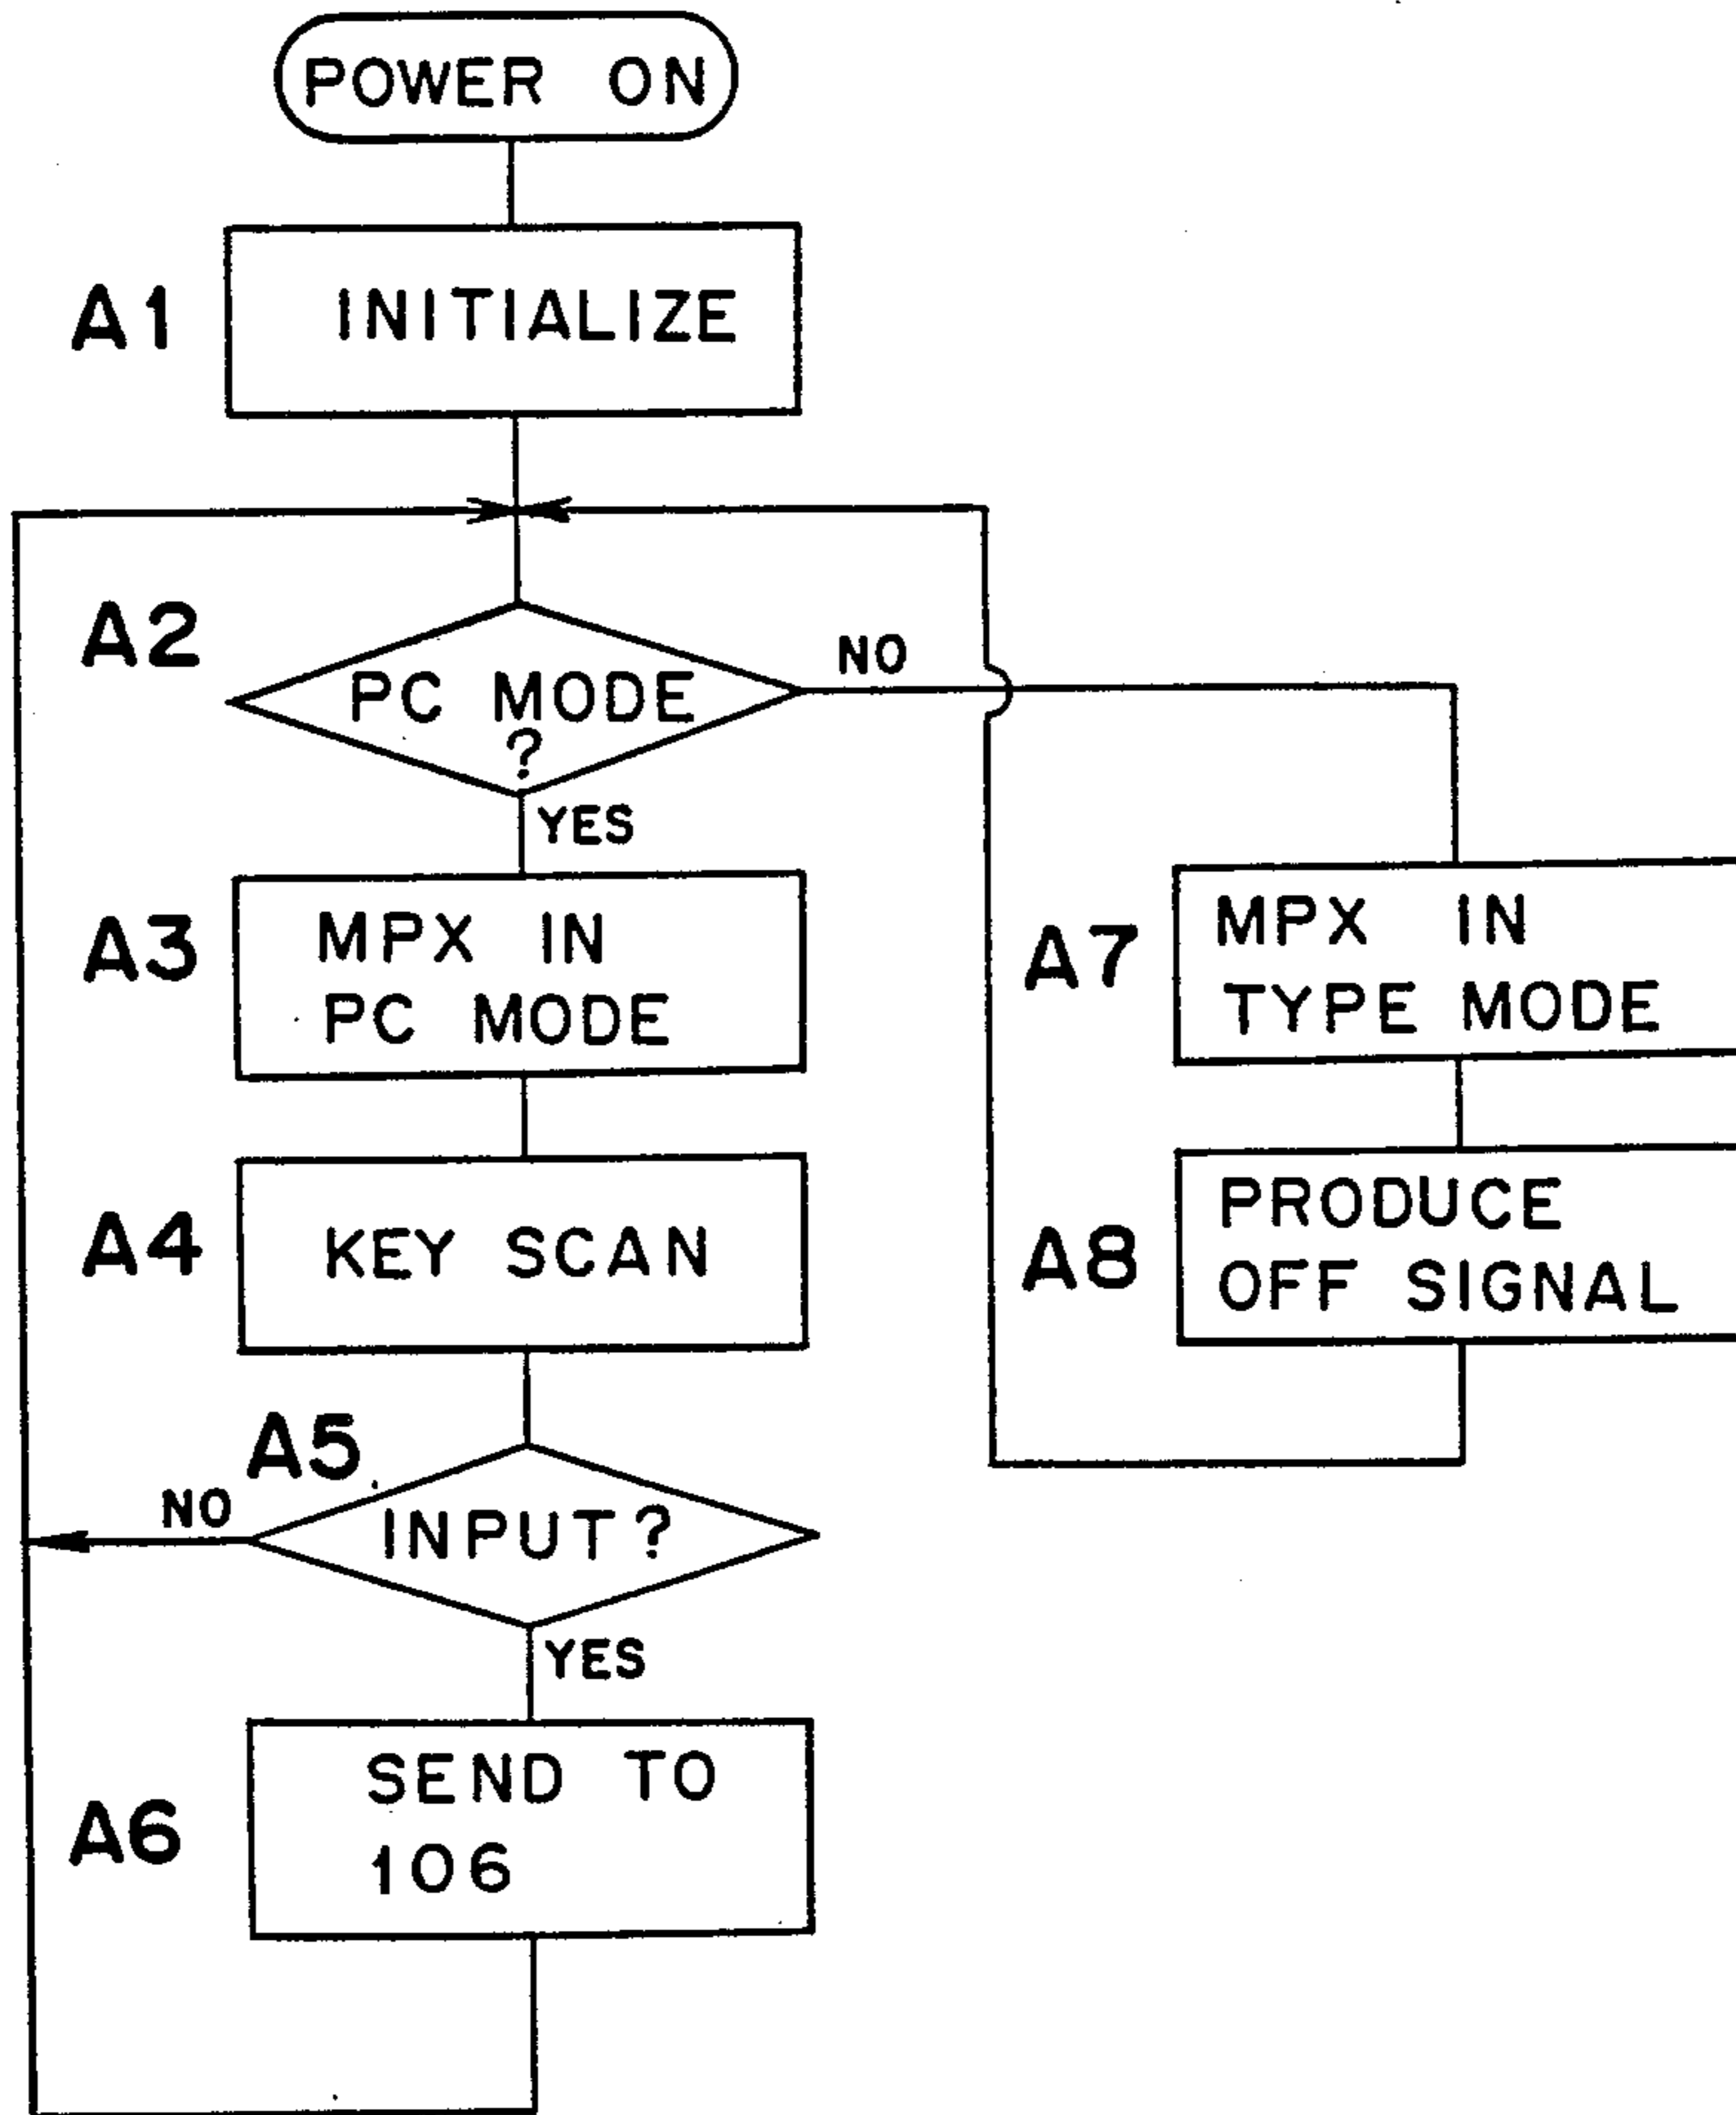 POWER ON
A1
INITIALIZE
A2
PC MODE
?
NO
YES
A3
MPX IN
PC MODE
A4
KEY SCAN
A5
INPUT?
NO
YES
A6
SEND TO
106
A7
MPX IN
TYPE MODE
A8
PRODUCE
OFF SIGNAL